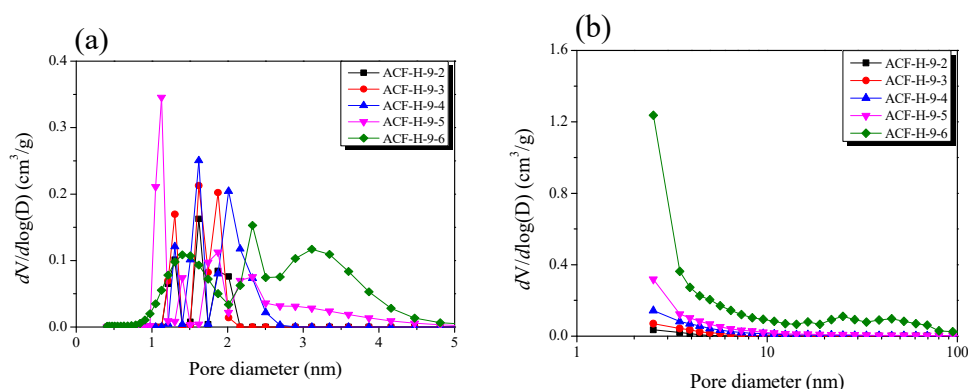 (a)
dV/dlog(D) (cm³/g)
0.4
0.3
0.2
0.1
0.0
0 1 2 3 4 5
Pore diameter (nm)
ACF-H-9-2
ACF-H-9-3
ACF-H-9-4
ACF-H-9-5
ACF-H-9-6
(b)
dV/dlog(D) (cm³/g)
1.6
1.2
0.8
0.4
0.0
1 10 100
Pore diameter (nm)
ACF-H-9-2
ACF-H-9-3
ACF-H-9-4
ACF-H-9-5
ACF-H-9-6